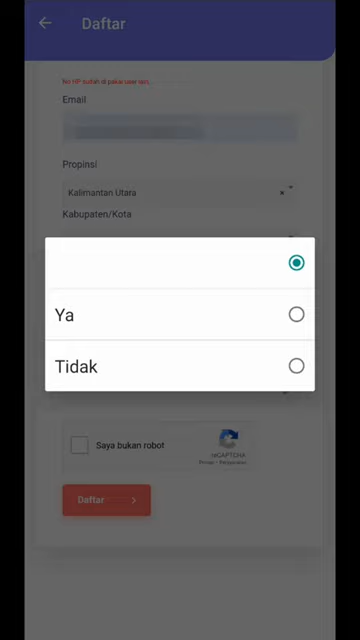 Daftar
No HP sudah di pakai user lain,
Email
Propinsi
Kalimantan Utara
Kabupaten/Kota
Ya
Tidak
Saya bukan robot
reCAPTCHA
Privasi - Persyaratan
Daftar